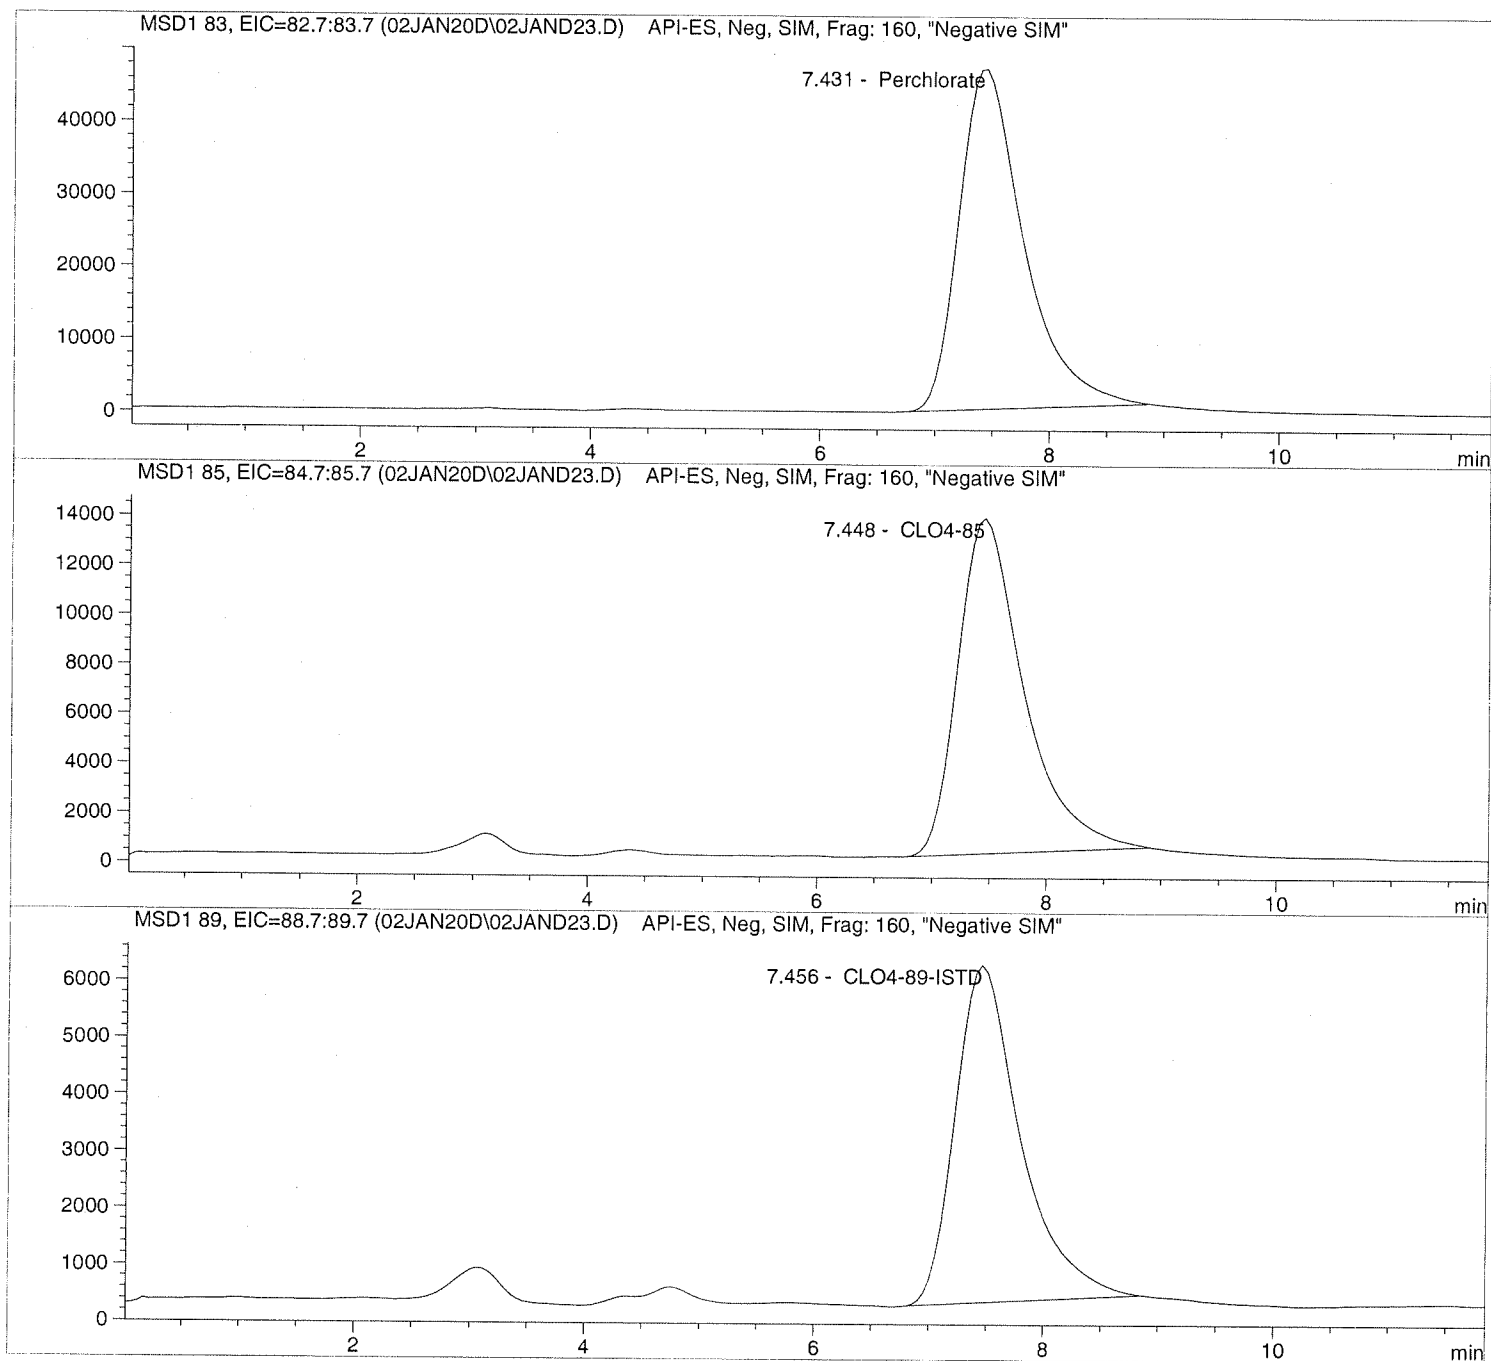 MSD1 83, EIC=82.7:83.7 (02JAN20D\02JAND23.D) API-ES, Neg, SIM, Frag: 160, "Negative SIM"
7.431 - Perchlorate
40000
30000
20000
10000
0
2 4 6 8 10 min
MSD1 85, EIC=84.7:85.7 (02JAN20D\02JAND23.D) API-ES, Neg, SIM, Frag: 160, "Negative SIM"
14000
7.448 - CLO4-85
12000
10000
8000
6000
4000
2000
0
2 4 6 8 10 min
MSD1 89, EIC=88.7:89.7 (02JAN20D\02JAND23.D) API-ES, Neg, SIM, Frag: 160, "Negative SIM"
6000 7.456 - CLO4-89-ISTD
5000
4000
3000
2000
1000
0
2 4 6 8 10 min